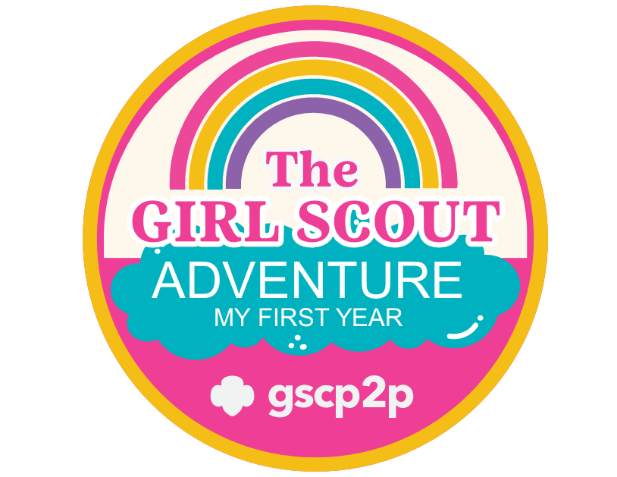 The
GIRL SCOUT
ADVENTURE
MY FIRST YEAR
gscp2p